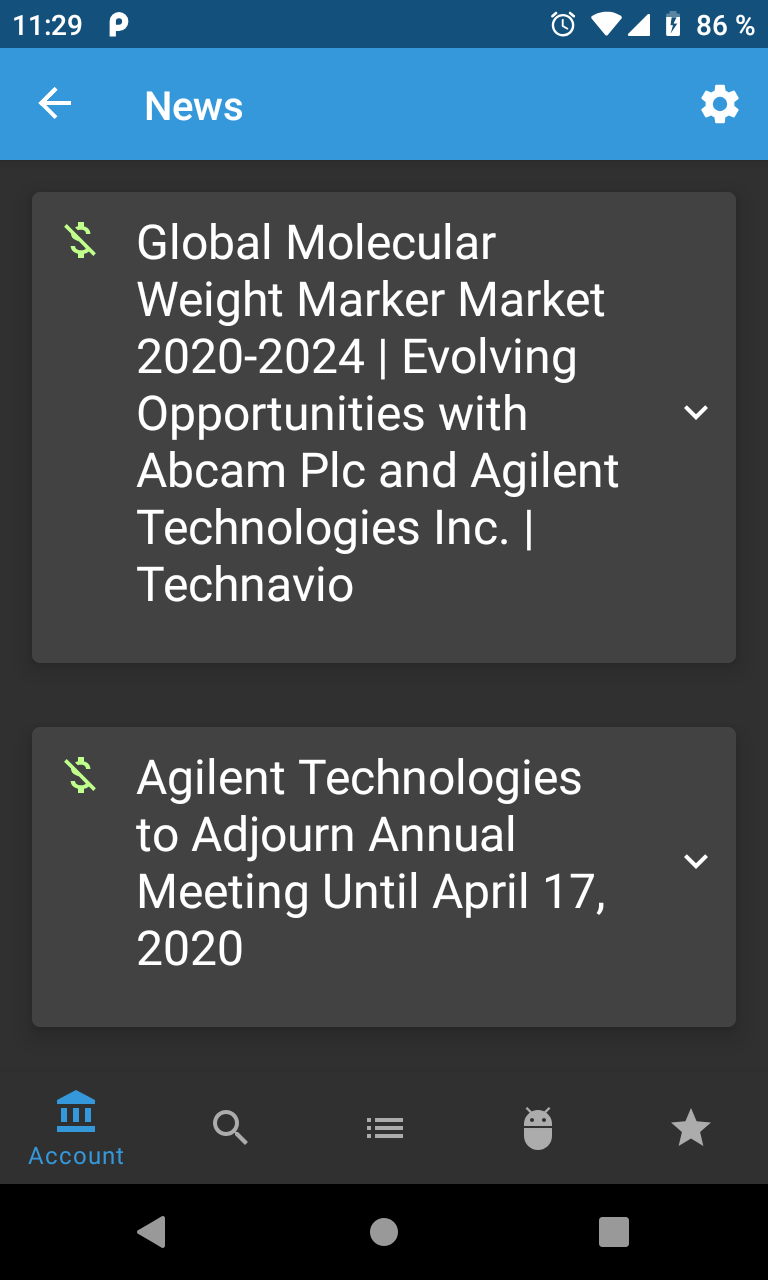 11:29
86 %
News
Global Molecular
Weight Marker Market
2020-2024 | Evolving
Opportunities with
Abcam Plc and Agilent
Technologies Inc. |
Technavio
Agilent Technologies
to Adjourn Annual
Meeting Until April 17,
2020
Account